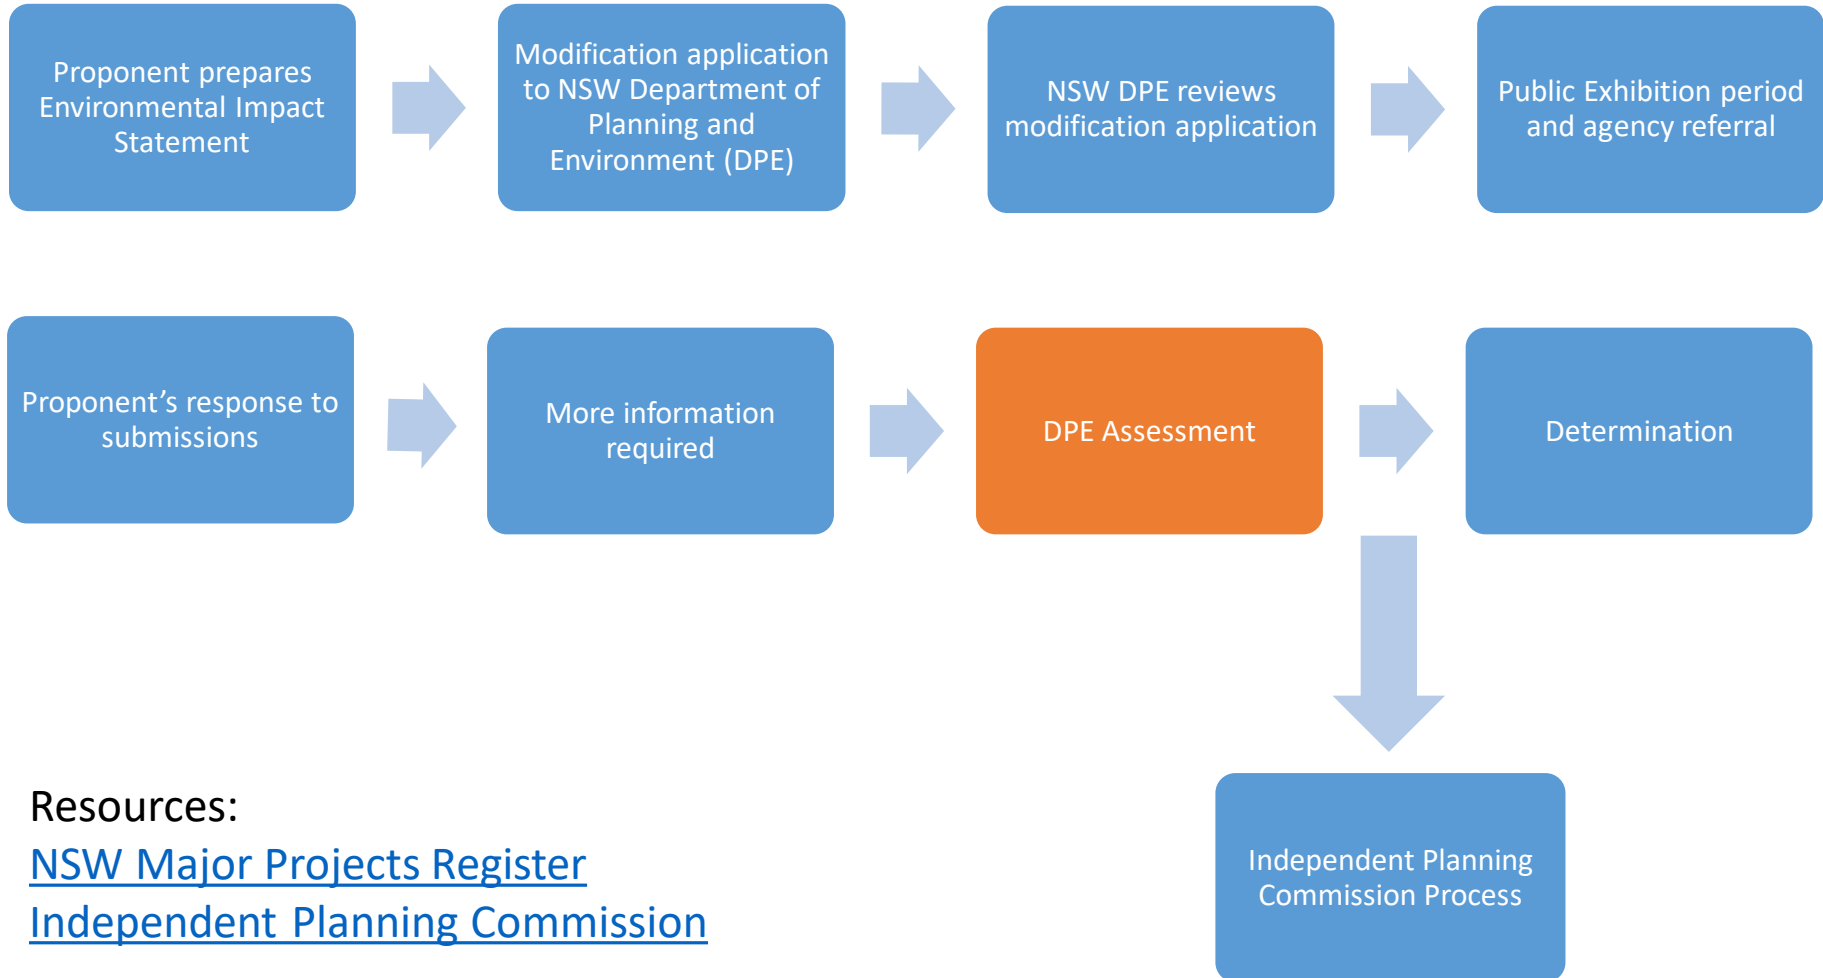 Proponent prepares
Environmental Impact
Statement
Modification application
to NSW Department of
Planning and
Environment (DPE)
NSW DPE reviews
modification application
Public Exhibition period
and agency referral
Proponent’s response to
submissions
More information
required
DPE Assessment
Determination
Independent Planning
Commission Process
Resources:
NSW Major Projects Register
Independent Planning Commission